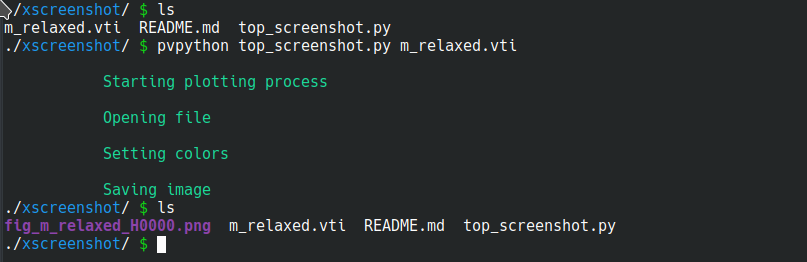 ./xscreenshot/ $ ls
m_relaxed.vti  README.md  top_screenshot.py
./xscreenshot/ $ pvpython top_screenshot.py m_relaxed.vti
Starting plotting process
Opening file
Setting colors
Saving image
./xscreenshot/ $ ls
fig_m_relaxed_H0000.png  m_relaxed.vti  README.md  top_screenshot.py
./xscreenshot/ $